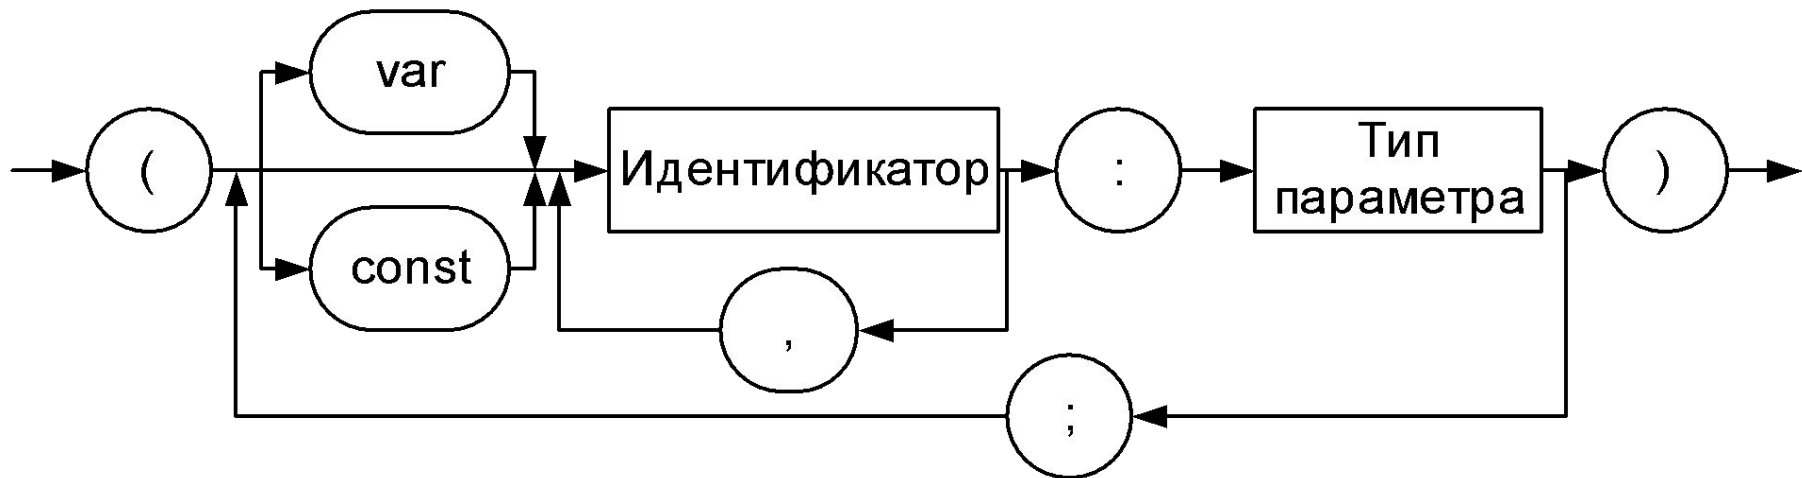 var
(
Идентификатор
:
Тип
параметра
)
const
,
;